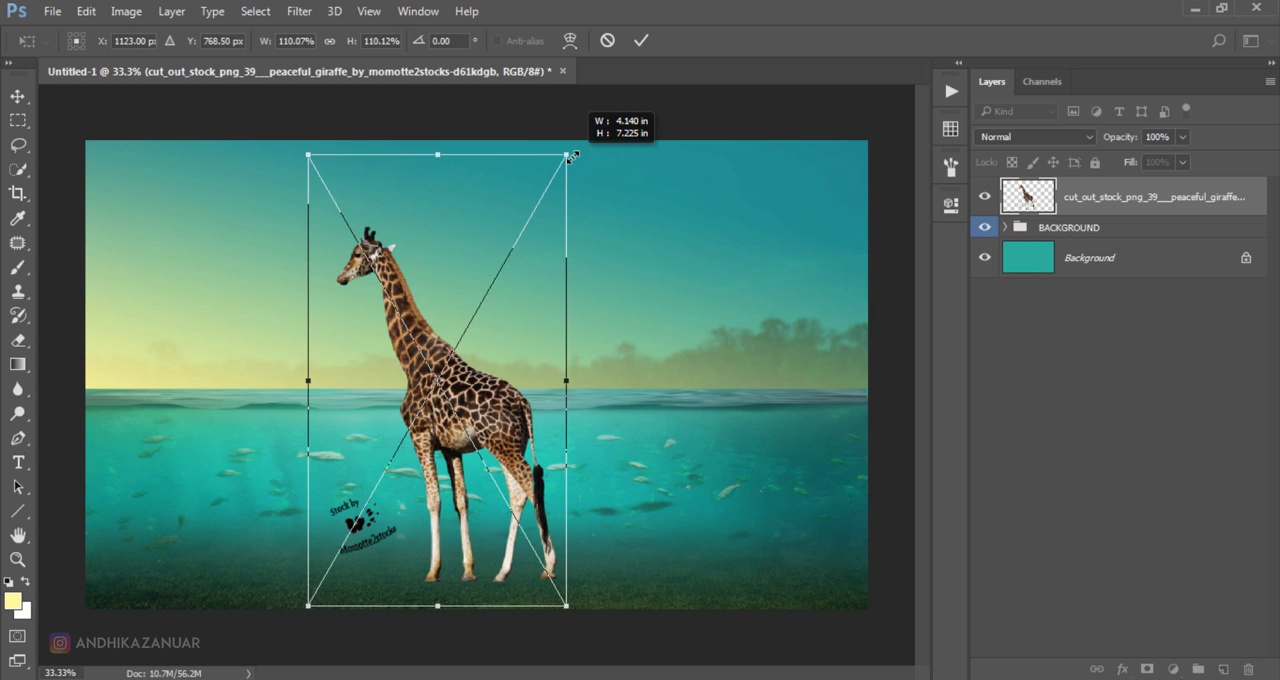 Ps File Edit Image Layer Type Select Filter 3D View Window Help
X: 1123.00 p Y: 768.50 px W: 110.07% H: 110.12% 0.00 ° Anti-alias
Untitled-1 @ 33.3% (cut_out_stock_png_39___peaceful_giraffe_by_momotte2stocks-d61kdgb, RGB/8#) * ×
W : 4.140 in
H : 7.225 in
Stock by
Momotte2stocks
ANDHIKAZANUAR
33.33% Doc: 10.7M/56.2M
Layers Channels
Kind
Normal Opacity: 100%
Lock: Fill: 100%
cut_out_stock_png_39___peaceful_giraffe...
BACKGROUND
Background